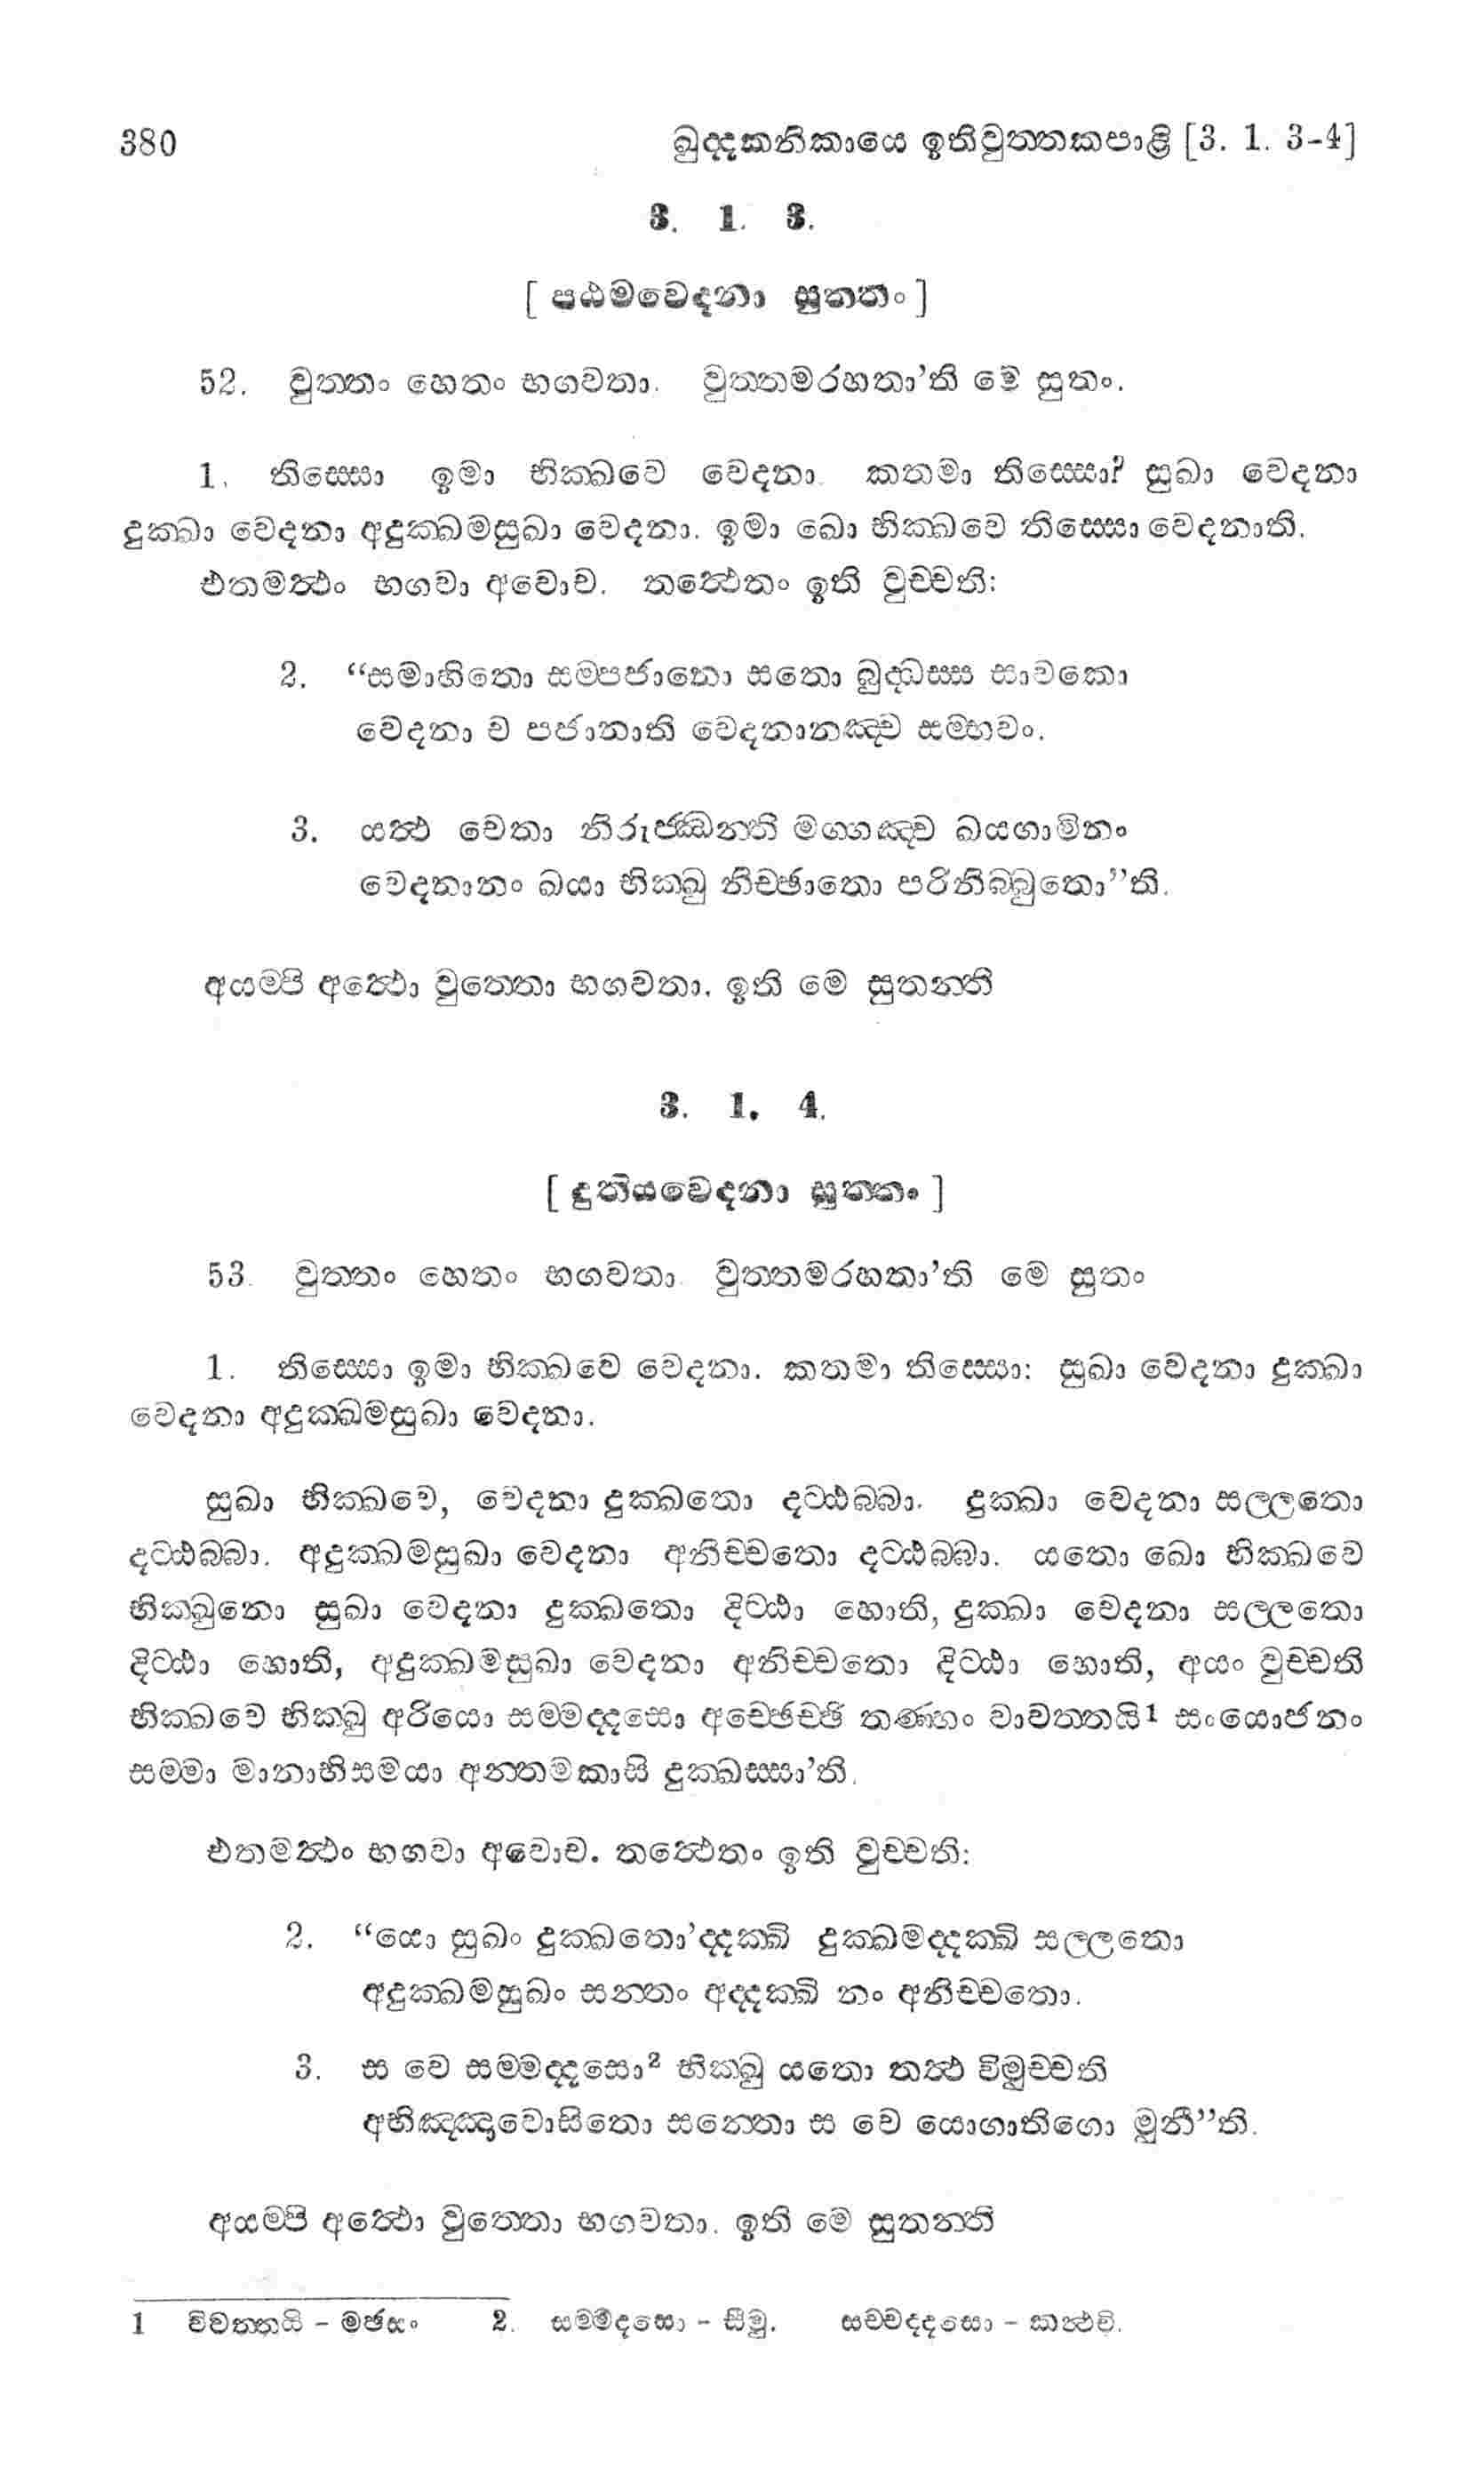 380 ඛුද්දකනිකායෙ ඉතිවුත්තකපාළි [3. 1. 3-4]
3. 1. 3.
[ පඨමවෙදනා සුත්තං ]
52. වුත්තං හෙතං භගවතා. වුත්තමරහතා’ති මෙ සුතං.
1. තිස්සො ඉමා භික්ඛවෙ වෙදනා. කතමා තිස්සො? සුඛා වෙදනා
දුක්ඛා වෙදනා අදුක්ඛමසුඛා වෙදනා. ඉමා ඛො භික්ඛවෙ තිස්සො වෙදනාති.
එතමත්ථං භගවා අවොච. තත්ථෙතං ඉති වුච්චති:
2. “සමාහිතො සම්පජානො සතො බුද්ධස්ස සාවකො
වෙදනා ච පජානාති වෙදනානඤ්ච සම්භවං.
3. යත්ථ චෙතා නිරුජ්ඣන්ති මග්ගඤ්ච ඛයගාමිනං
වෙදනානං ඛයා භික්ඛු නිච්ඡාතො පරිනිබ්බුතො”ති.
අයම්පි අත්ථො වුත්තො භගවතා. ඉති මෙ සුතන්ති
3. 1. 4.
[ දුතියවෙදනා සුත්තං ]
53. වුත්තං හෙතං භගවතා. වුත්තමරහතා’ති මෙ සුතං
1. තිස්සො ඉමා භික්ඛවෙ වෙදනා. කතමා තිස්සො: සුඛා වෙදනා දුක්ඛා
වෙදනා අදුක්ඛමසුඛා වෙදනා.
සුඛා භික්ඛවෙ, වෙදනා දුක්ඛතො දට්ඨබ්බා. දුක්ඛා වෙදනා සල්ලතො
දට්ඨබ්බා. අදුක්ඛමසුඛා වෙදනා අනිච්චතො දට්ඨබ්බා. යතො ඛො භික්ඛවෙ
භික්ඛුනො සුඛා වෙදනා දුක්ඛතො දිට්ඨා හොති, දුක්ඛා වෙදනා සල්ලතො
දිට්ඨා හොති, අදුක්ඛමසුඛා වෙදනා අනිච්චතො දිට්ඨා හොති, අයං වුච්චති
භික්ඛවෙ භික්ඛු අරියො සම්මද්දසො අච්ඡෙච්ඡි තණ්හං වාවත්තයි¹ සංයොජනං
සම්මා මානාභිසමයා අන්තමකාසි දුක්ඛස්සා’ති.
එතමත්ථං භගවා අවොච. තත්ථෙතං ඉති වුච්චති:
2. “යො සුඛං දුක්ඛතො’ද්දක්ඛි දුක්ඛමද්දක්ඛි සල්ලතො
අදුක්ඛමසුඛං සන්තං අද්දක්ඛි නං අනිච්චතො.
3. ස වෙ සම්මද්දසො² භික්ඛු යතො තත්ථ විමුච්චති
අභිඤ්ඤාවොසිතො සන්තො ස වෙ යොගාතිගො මුනී”ති.
අයම්පි අත්ථො වුත්තො භගවතා. ඉති මෙ සුතන්ති
1 විවත්තයි - මඡසං 2. සම්මදසො - සීමු. සච්චද්දසො - කත්ථචි.